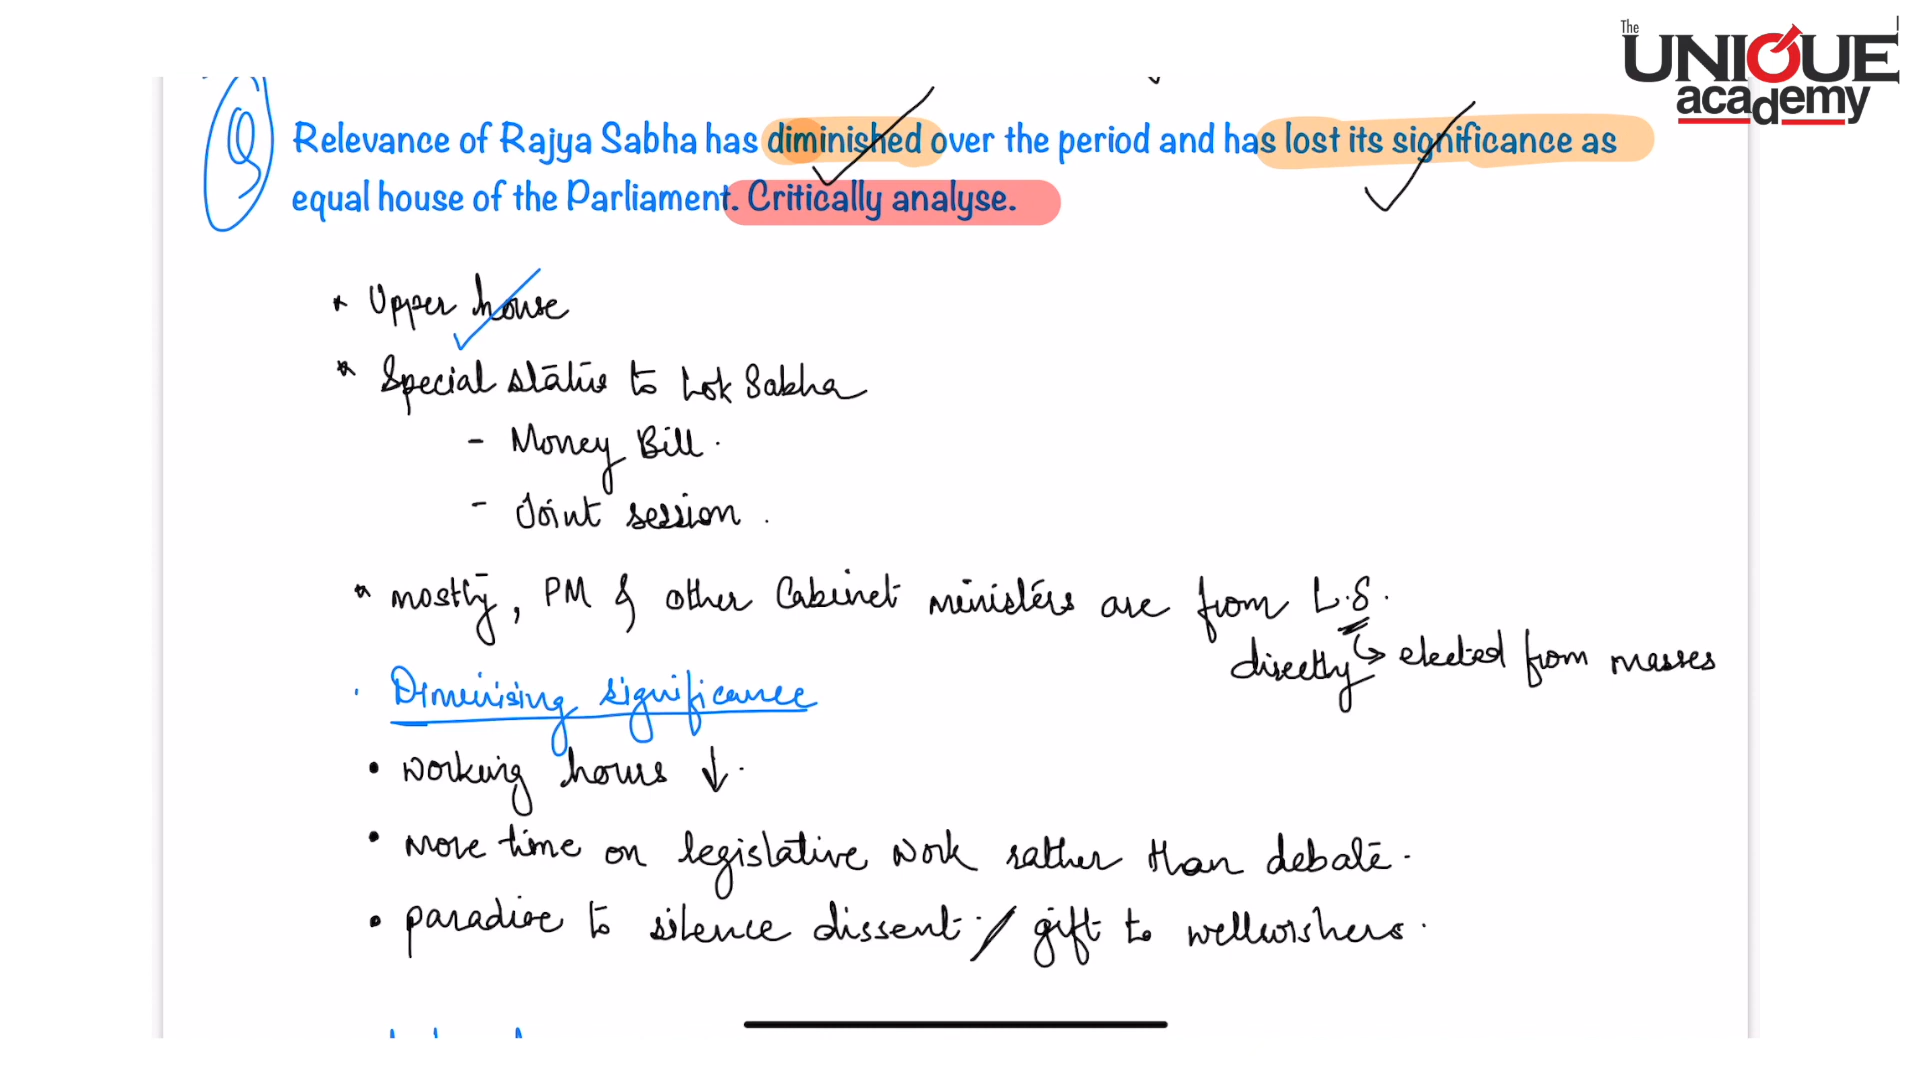 The
UNIQUE
academy
Q
Relevance of Rajya Sabha has diminished over the period and has lost its significance as
equal house of the Parliament. Critically analyse.
* Upper house
* Special status to Lok Sabha
- Money Bill.
- Joint session.
* mostly, PM & other Cabinet ministers are from L.S.
directly ↳ elected from masses
· Diminising significance
• working hours ↓.
• more time on legislative work rather than debate.
• paradise to silence dissent. / gift to wellwishers.